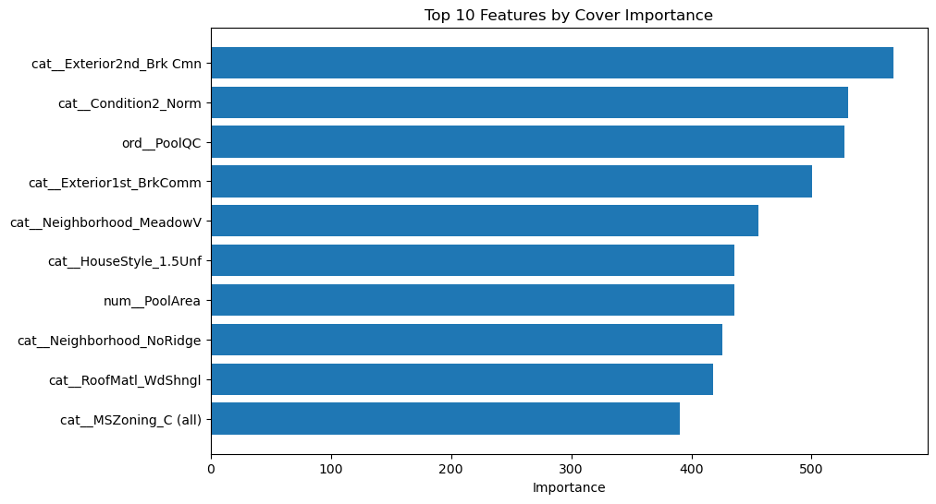 Top 10 Features by Cover Importance
cat__Exterior2nd_Brk Cmn
cat__Condition2_Norm
ord__PoolQC
cat__Exterior1st_BrkComm
cat__Neighborhood_MeadowV
cat__HouseStyle_1.5Unf
num__PoolArea
cat__Neighborhood_NoRidge
cat__RoofMatl_WdShngl
cat__MSZoning_C (all)
0 100 200 300 400 500
Importance